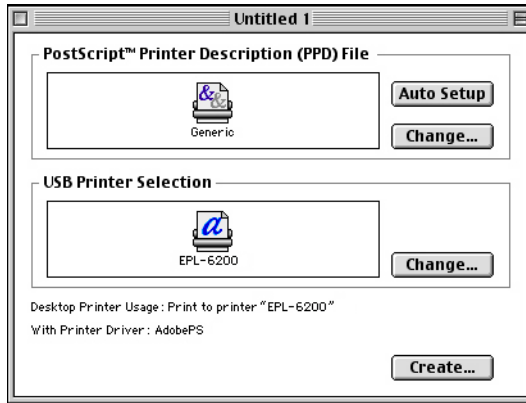 Untitled 1
PostScript™ Printer Description (PPD) File
Generic
Auto Setup
Change...
USB Printer Selection
EPL-6200
Change...
Desktop Printer Usage: Print to printer "EPL-6200"
With Printer Driver: AdobePS
Create...